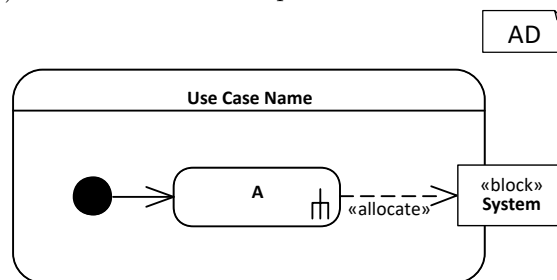 AD
Use Case Name
A
«allocate»
«block»
System